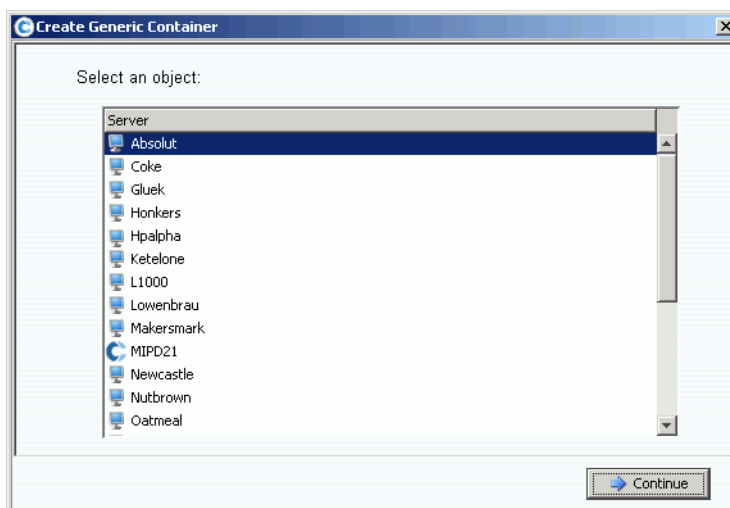 Create Generic Container
Select an object:
Server
Absolut
Coke
Gluek
Honkers
Hpalpha
Ketelone
L1000
Lowenbrau
Makersmark
MIPD21
Newcastle
Nutbrown
Oatmeal
Continue